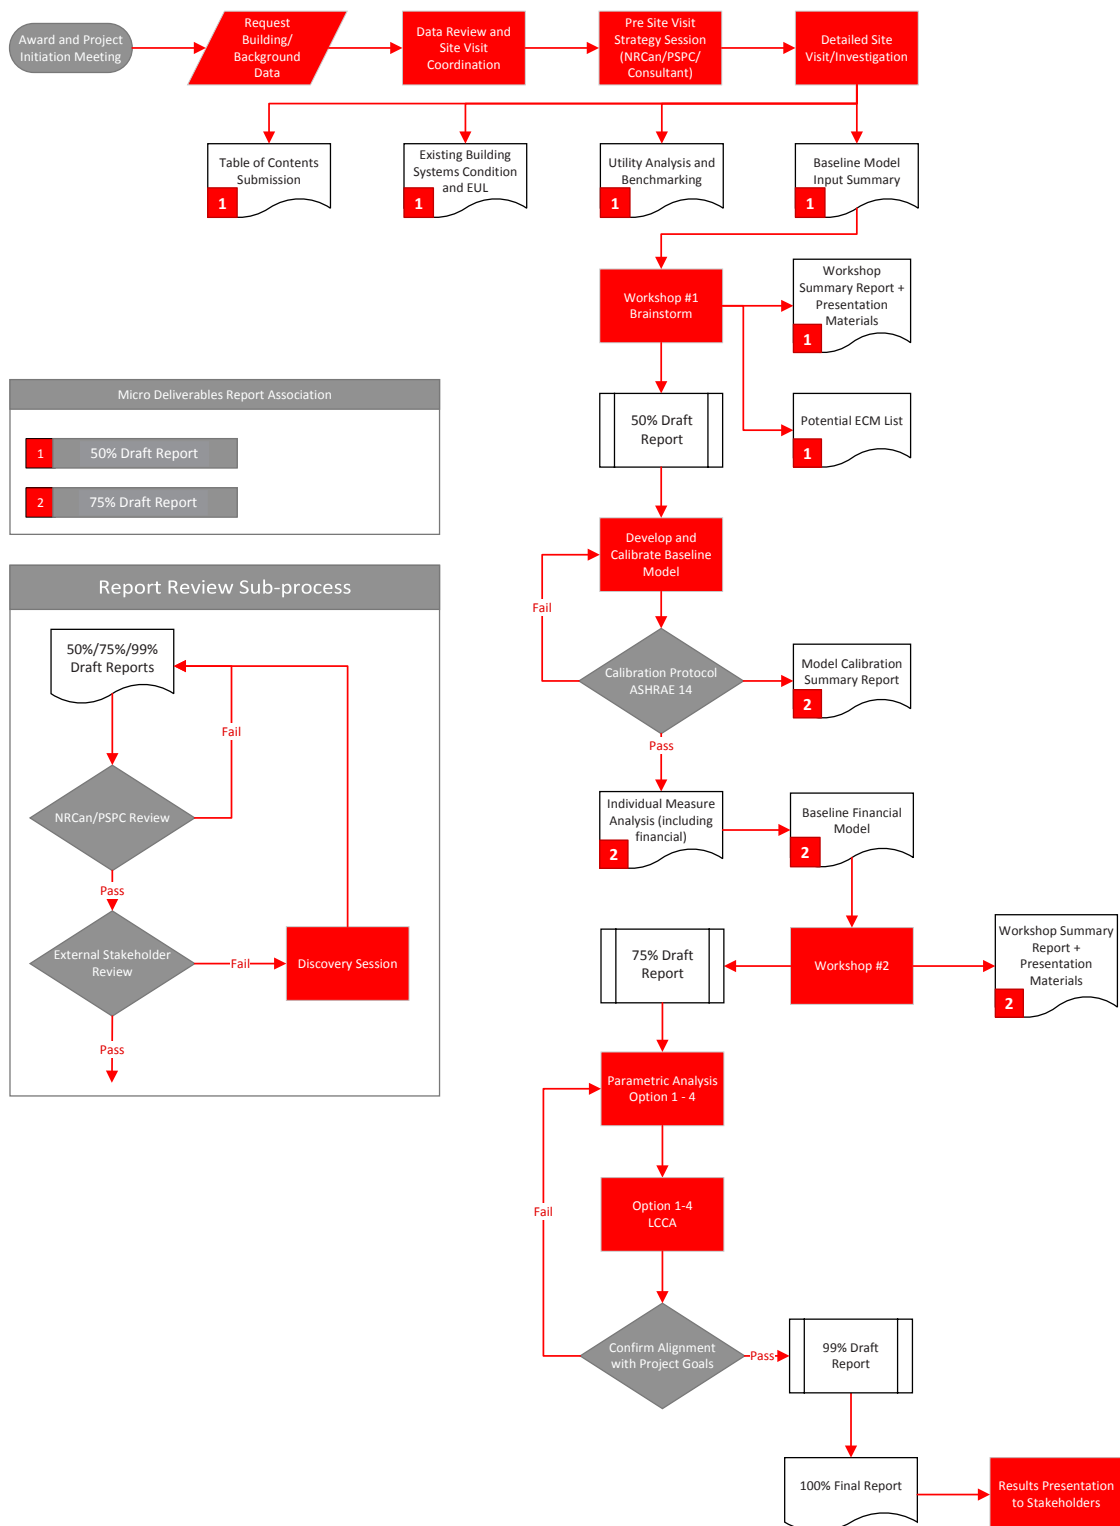 Award and Project
Initiation Meeting
Request
Building/
Background
Data
Data Review and
Site Visit
Coordination
Pre Site Visit
Strategy Session
(NRCan/PSPC/
Consultant)
Detailed Site
Visit/Investigation
Table of Contents
Submission
1
Existing Building
Systems Condition
and EUL
1
Utility Analysis and
Benchmarking
1
Baseline Model
Input Summary
1
Workshop #1
Brainstorm
Workshop
Summary Report +
Presentation
Materials
1
Micro Deliverables Report Association
1
50% Draft Report
2
75% Draft Report
50% Draft
Report
Potential ECM List
1
Develop and
Calibrate Baseline
Model
Fail
Calibration Protocol
ASHRAE 14
Model Calibration
Summary Report
2
Pass
Report Review Sub-process
50%/75%/99%
Draft Reports
Fail
NRCan/PSPC Review
Pass
External Stakeholder
Review
Fail
Discovery Session
Pass
Individual Measure
Analysis (including
financial)
2
Baseline Financial
Model
2
75% Draft
Report
Workshop #2
Workshop Summary
Report +
Presentation
Materials
2
Parametric Analysis
Option 1 - 4
Fail
Option 1-4
LCCA
Confirm Alignment
with Project Goals
Pass
99% Draft
Report
100% Final Report
Results Presentation
to Stakeholders